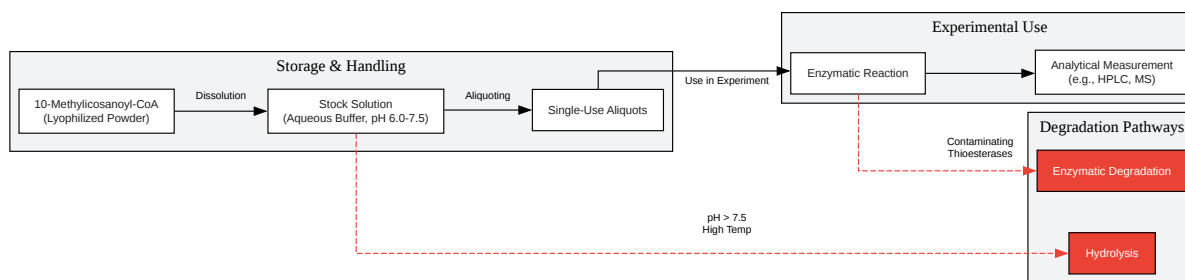 Experimental Use
Storage & Handling
10-Methylicosanoyl-CoA
(Lyophilized Powder)
Dissolution
Stock Solution
(Aqueous Buffer, pH 6.0-7.5)
Aliquoting
Single-Use Aliquots
Use in Experiment
Enzymatic Reaction
Analytical Measurement
(e.g., HPLC, MS)
Degradation Pathways
Contaminating
Thioesterases
Enzymatic Degradation
pH > 7.5
High Temp
Hydrolysis